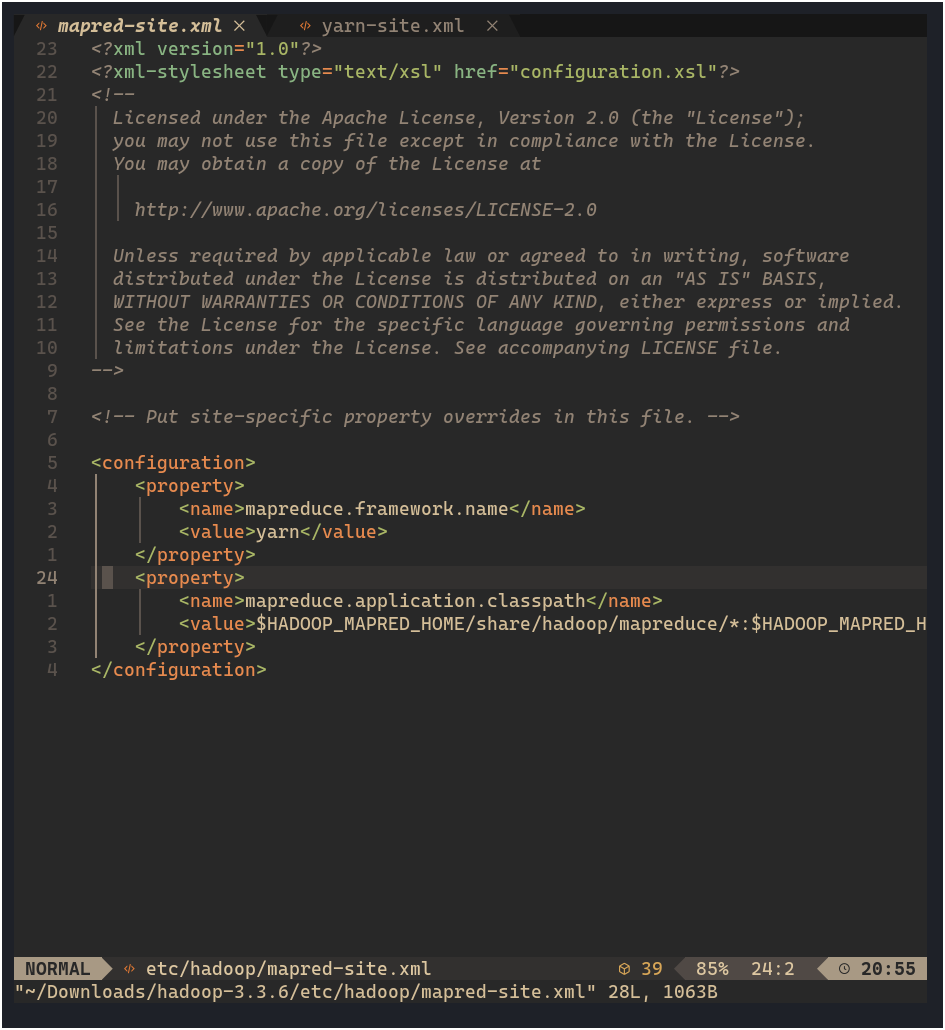 mapred-site.xml × yarn-site.xml ×
23 <?xml version="1.0"?>
22 <?xml-stylesheet type="text/xsl" href="configuration.xsl"?>
21 <!--
20 Licensed under the Apache License, Version 2.0 (the "License");
19 you may not use this file except in compliance with the License.
18 You may obtain a copy of the License at
17
16 http://www.apache.org/licenses/LICENSE-2.0
15
14 Unless required by applicable law or agreed to in writing, software
13 distributed under the License is distributed on an "AS IS" BASIS,
12 WITHOUT WARRANTIES OR CONDITIONS OF ANY KIND, either express or implied.
11 See the License for the specific language governing permissions and
10 limitations under the License. See accompanying LICENSE file.
9 -->
8
7 <!-- Put site-specific property overrides in this file. -->
6
5 <configuration>
4 <property>
3 <name>mapreduce.framework.name</name>
2 <value>yarn</value>
1 </property>
24 <property>
1 <name>mapreduce.application.classpath</name>
2 <value>$HADOOP_MAPRED_HOME/share/hadoop/mapreduce/*:$HADOOP_MAPRED_H
3 </property>
4 </configuration>
NORMAL etc/hadoop/mapred-site.xml 39 85% 24:2 20:55
"~/Downloads/hadoop-3.3.6/etc/hadoop/mapred-site.xml" 28L, 1063B